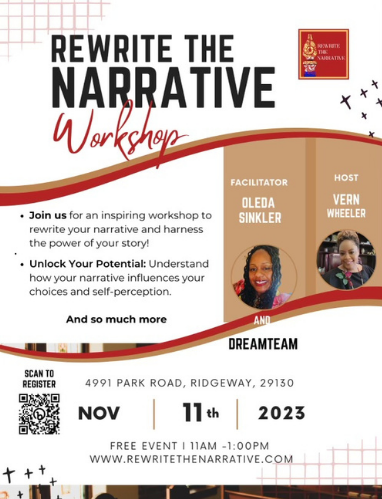 REWRITE THE
NARRATIVE
Workshop
REWRITE
THE
NARRATIVE
FACILITATOR
OLEDA
SINKLER
HOST
VERN
WHEELER
• Join us for an inspiring workshop to
rewrite your narrative and harness
the power of your story!
• Unlock Your Potential: Understand
how your narrative influences your
choices and self-perception.
And so much more
AND
DREAMTEAM
SCAN TO
REGISTER
4991 PARK ROAD, RIDGEWAY, 29130
NOV | 11th | 2023
FREE EVENT I 11AM -1:00PM
WWW.REWRITETHENARRATIVE.COM